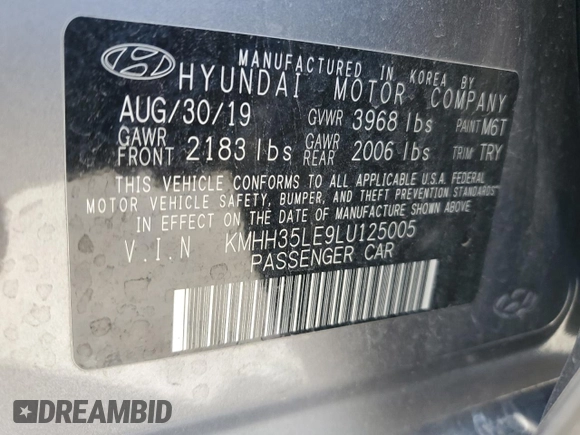 MANUFACTURED IN KOREA BY
HYUNDAI MOTOR COMPANY
AUG/30/19 GVWR 3968 lbs PAINT M6T
GAWR FRONT 2183 lbs GAWR REAR 2006 lbs TRIM TRY
THIS VEHICLE CONFORMS TO ALL APPLICABLE U.S.A. FEDERAL
MOTOR VEHICLE SAFETY, BUMPER, AND THEFT PREVENTION STANDARDS
IN EFFECT ON THE DATE OF MANUFACTURE SHOWN ABOVE.
V.I.N KMHH35LE9LU125005
PASSENGER CAR
DREAMBID